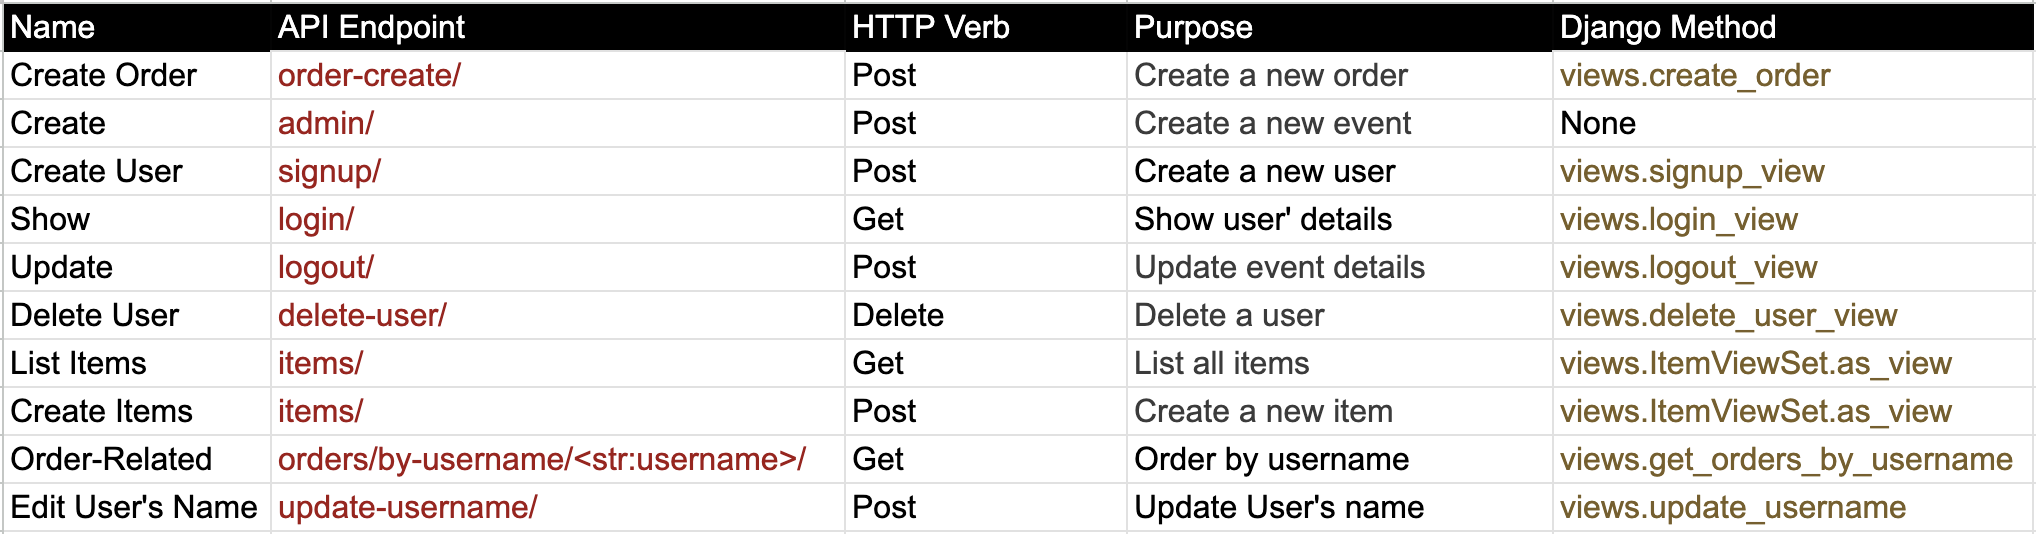 Name API Endpoint HTTP Verb Purpose Django Method
Create Order order-create/ Post Create a new order views.create_order
Create admin/ Post Create a new event None
Create User signup/ Post Create a new user views.signup_view
Show login/ Get Show user' details views.login_view
Update logout/ Post Update event details views.logout_view
Delete User delete-user/ Delete Delete a user views.delete_user_view
List Items items/ Get List all items views.ItemViewSet.as_view
Create Items items/ Post Create a new item views.ItemViewSet.as_view
Order-Related orders/by-username/<str:username>/ Get Order by username views.get_orders_by_username
Edit User's Name update-username/ Post Update User's name views.update_username